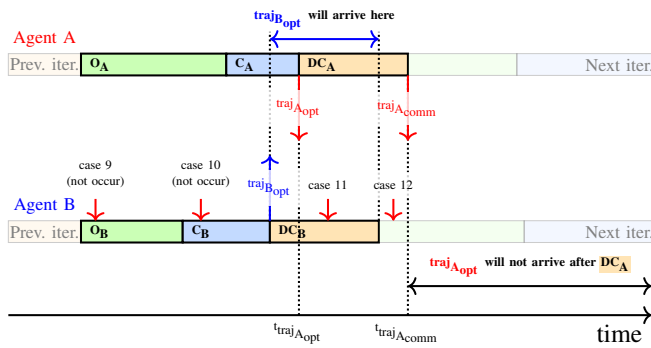 traj_B_opt will arrive here
Agent A
Prev. iter. O_A C_A DC_A Next iter.
traj_A_opt traj_A_comm
case 9 (not occur)
case 10 (not occur)
traj_B_opt
case 11
case 12
Agent B
Prev. iter. O_B C_B DC_B Next iter.
traj_A_opt will not arrive after DC_A
t_traj_A_opt t_traj_A_comm time